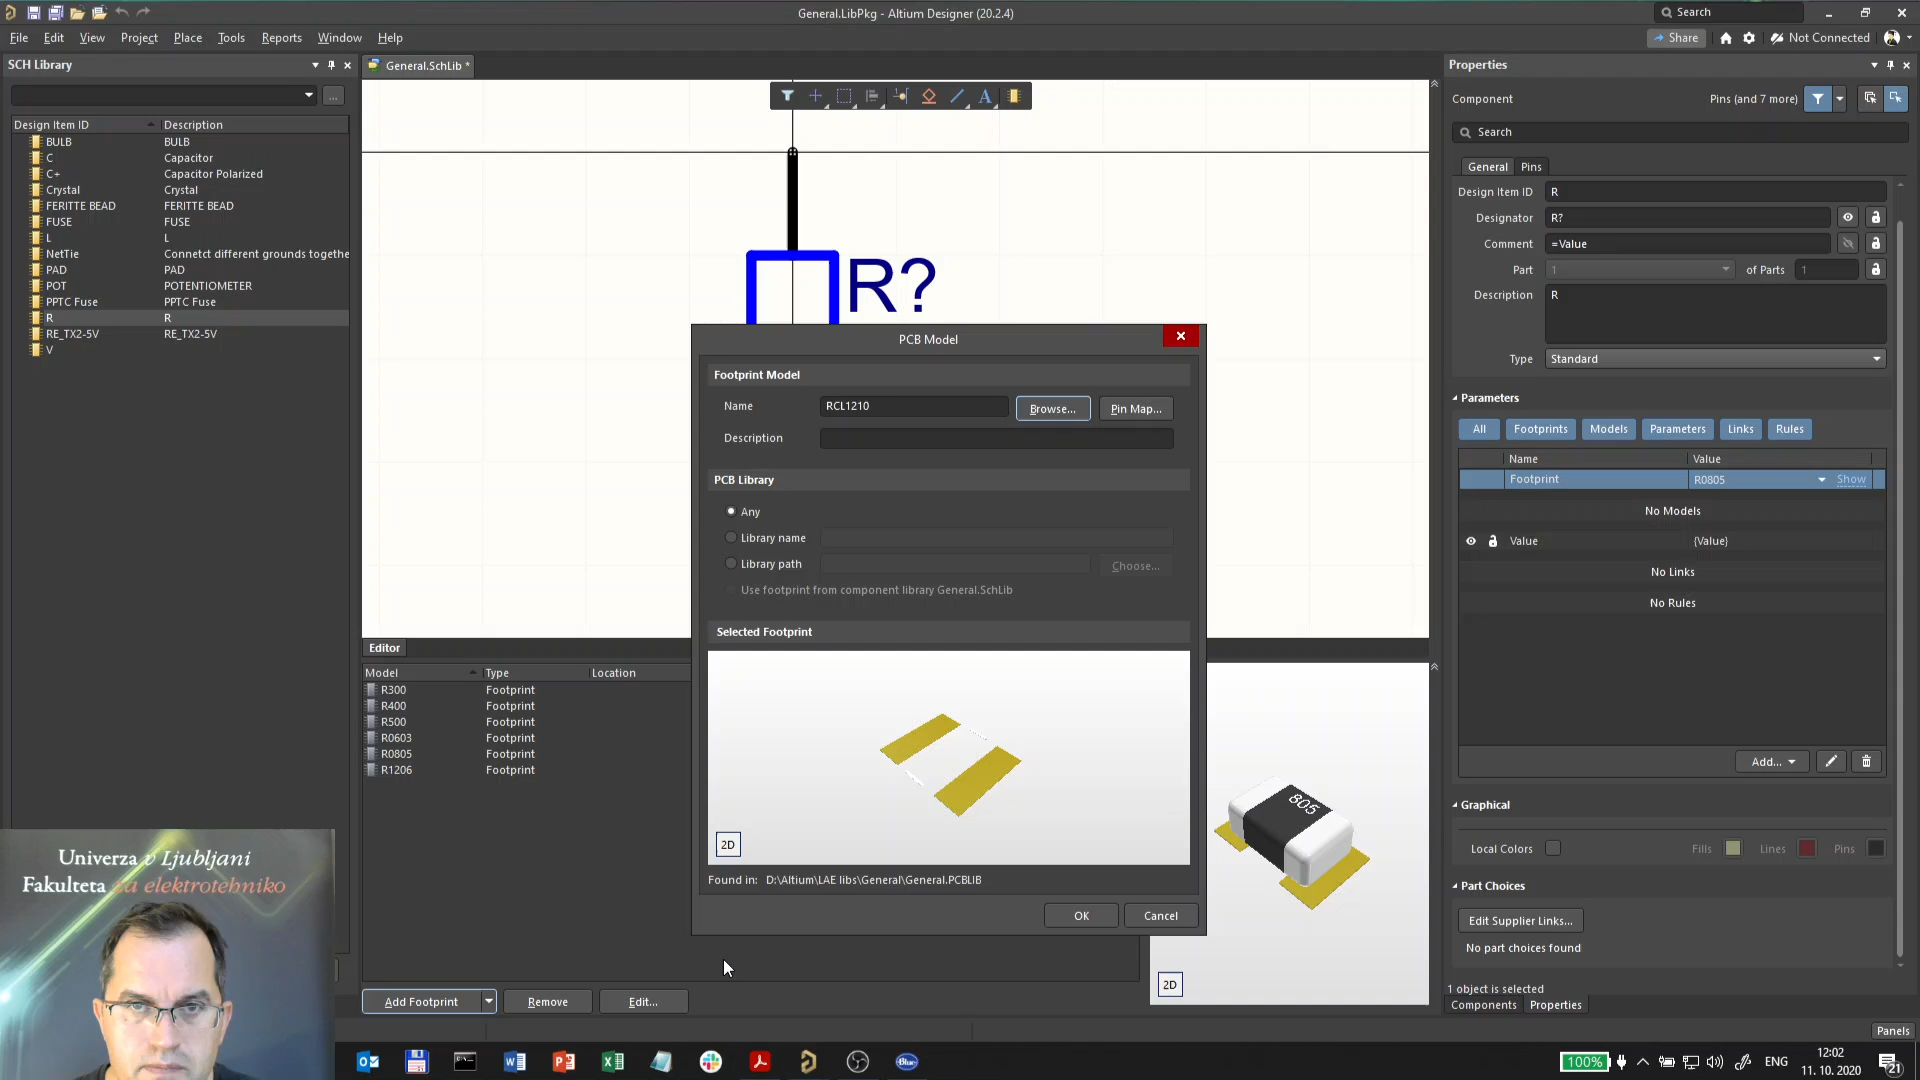 General.LibPkg - Altium Designer (20.2.4)
Search
File Edit View Project Place Tools Reports Window Help
Share
Not Connected
SCH Library
General.SchLib *
Properties
Component
Pins (and 7 more)
Search
...
Design Item ID Description
BULB BULB
C Capacitor
C+ Capacitor Polarized
Crystal Crystal
FERITTE BEAD FERITTE BEAD
FUSE FUSE
L L
NetTie Connetct different grounds togethe
PAD PAD
POT POTENTIOMETER
PPTC Fuse PPTC Fuse
R R
RE_TX2-5V RE_TX2-5V
V
R?
General Pins
Design Item ID R
Designator R?
Comment =Value
Part 1 of Parts 1
Description R
Type Standard
Parameters
All Footprints Models Parameters Links Rules
Name Value
Footprint R0805 Show
No Models
Value {Value}
No Links
No Rules
Add...
Graphical
Local Colors Fills Lines Pins
Part Choices
Edit Supplier Links...
No part choices found
1 object is selected
Components Properties
Panels
PCB Model
Footprint Model
Name RCL1210 Browse... Pin Map...
Description
PCB Library
Any
Library name
Library path Choose...
Use footprint from component library General.SchLib
Selected Footprint
2D
Found in: D:\Altium\LAE libs\General\General.PCBLIB
OK Cancel
Editor
Model Type Location
R300 Footprint
R400 Footprint
R500 Footprint
R0603 Footprint
R0805 Footprint
R1206 Footprint
805
2D
Add Footprint Remove Edit...
Univerza v Ljubljani
Fakulteta za elektrotehniko
Blue
100%
ENG
12:02
11. 10. 2020
21